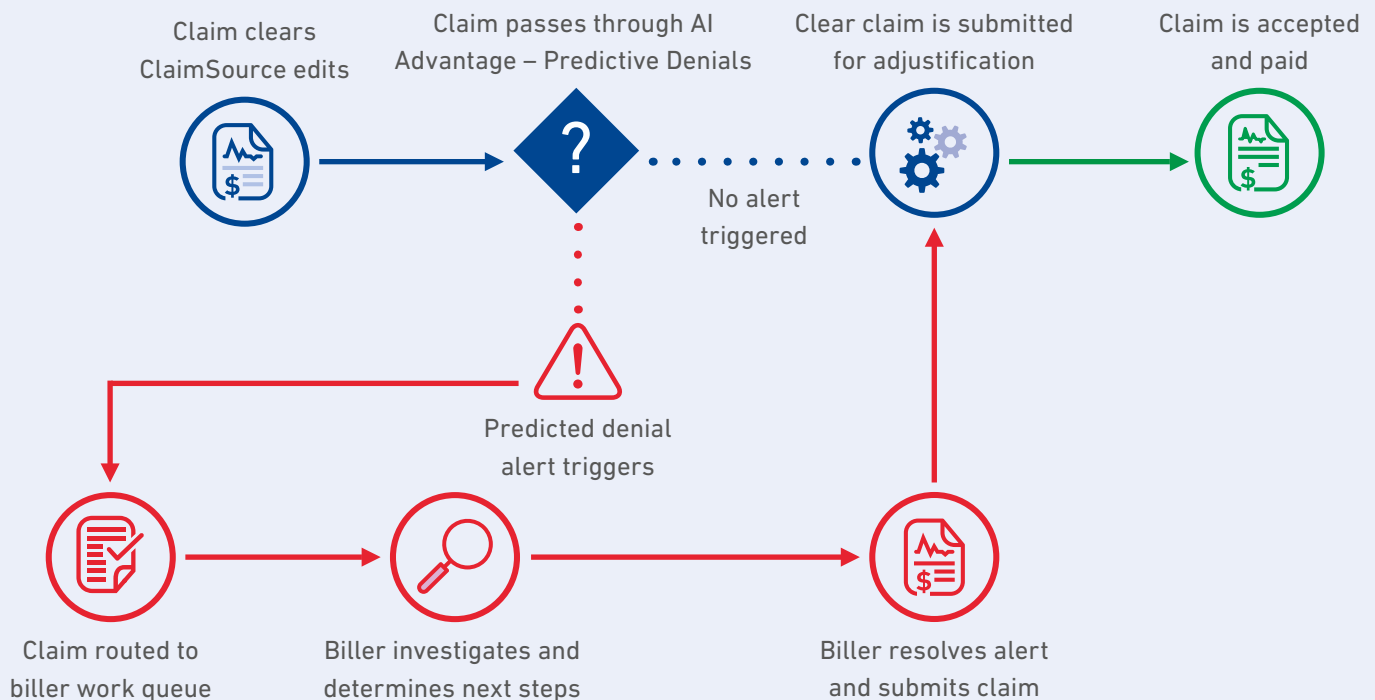 Claim clears
ClaimSource edits
Claim passes through AI
Advantage – Predictive Denials
Clear claim is submitted
for adjustification
Claim is accepted
and paid
?
$
$
No alert
triggered
!
Predicted denial
alert triggers
$
Claim routed to
biller work queue
Biller investigates and
determines next steps
Biller resolves alert
and submits claim